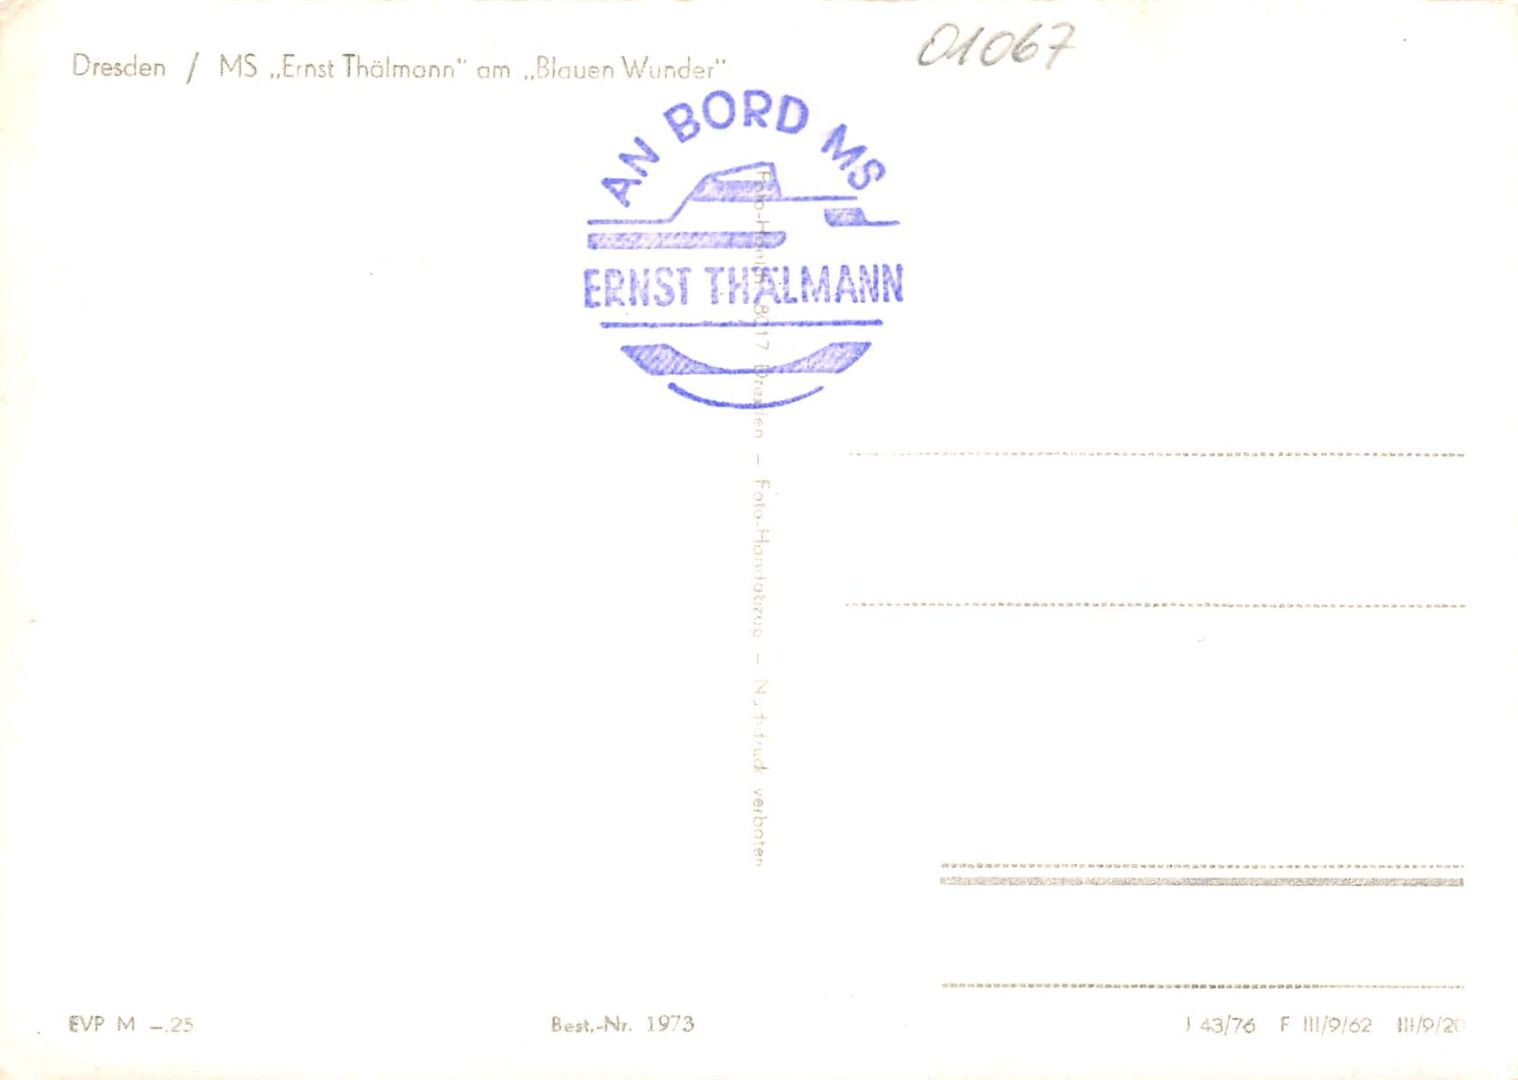 Dresden / MS „Ernst Thälmann" am „Blauen Wunder"
01067
AN BORD MS
ERNST THÄLMANN
8017 Dresden – Foto-Handabzug – Nachdruck verboten
EVP M –.25
Best.-Nr. 1973
J 43/76 F III/9/62 III/9/20